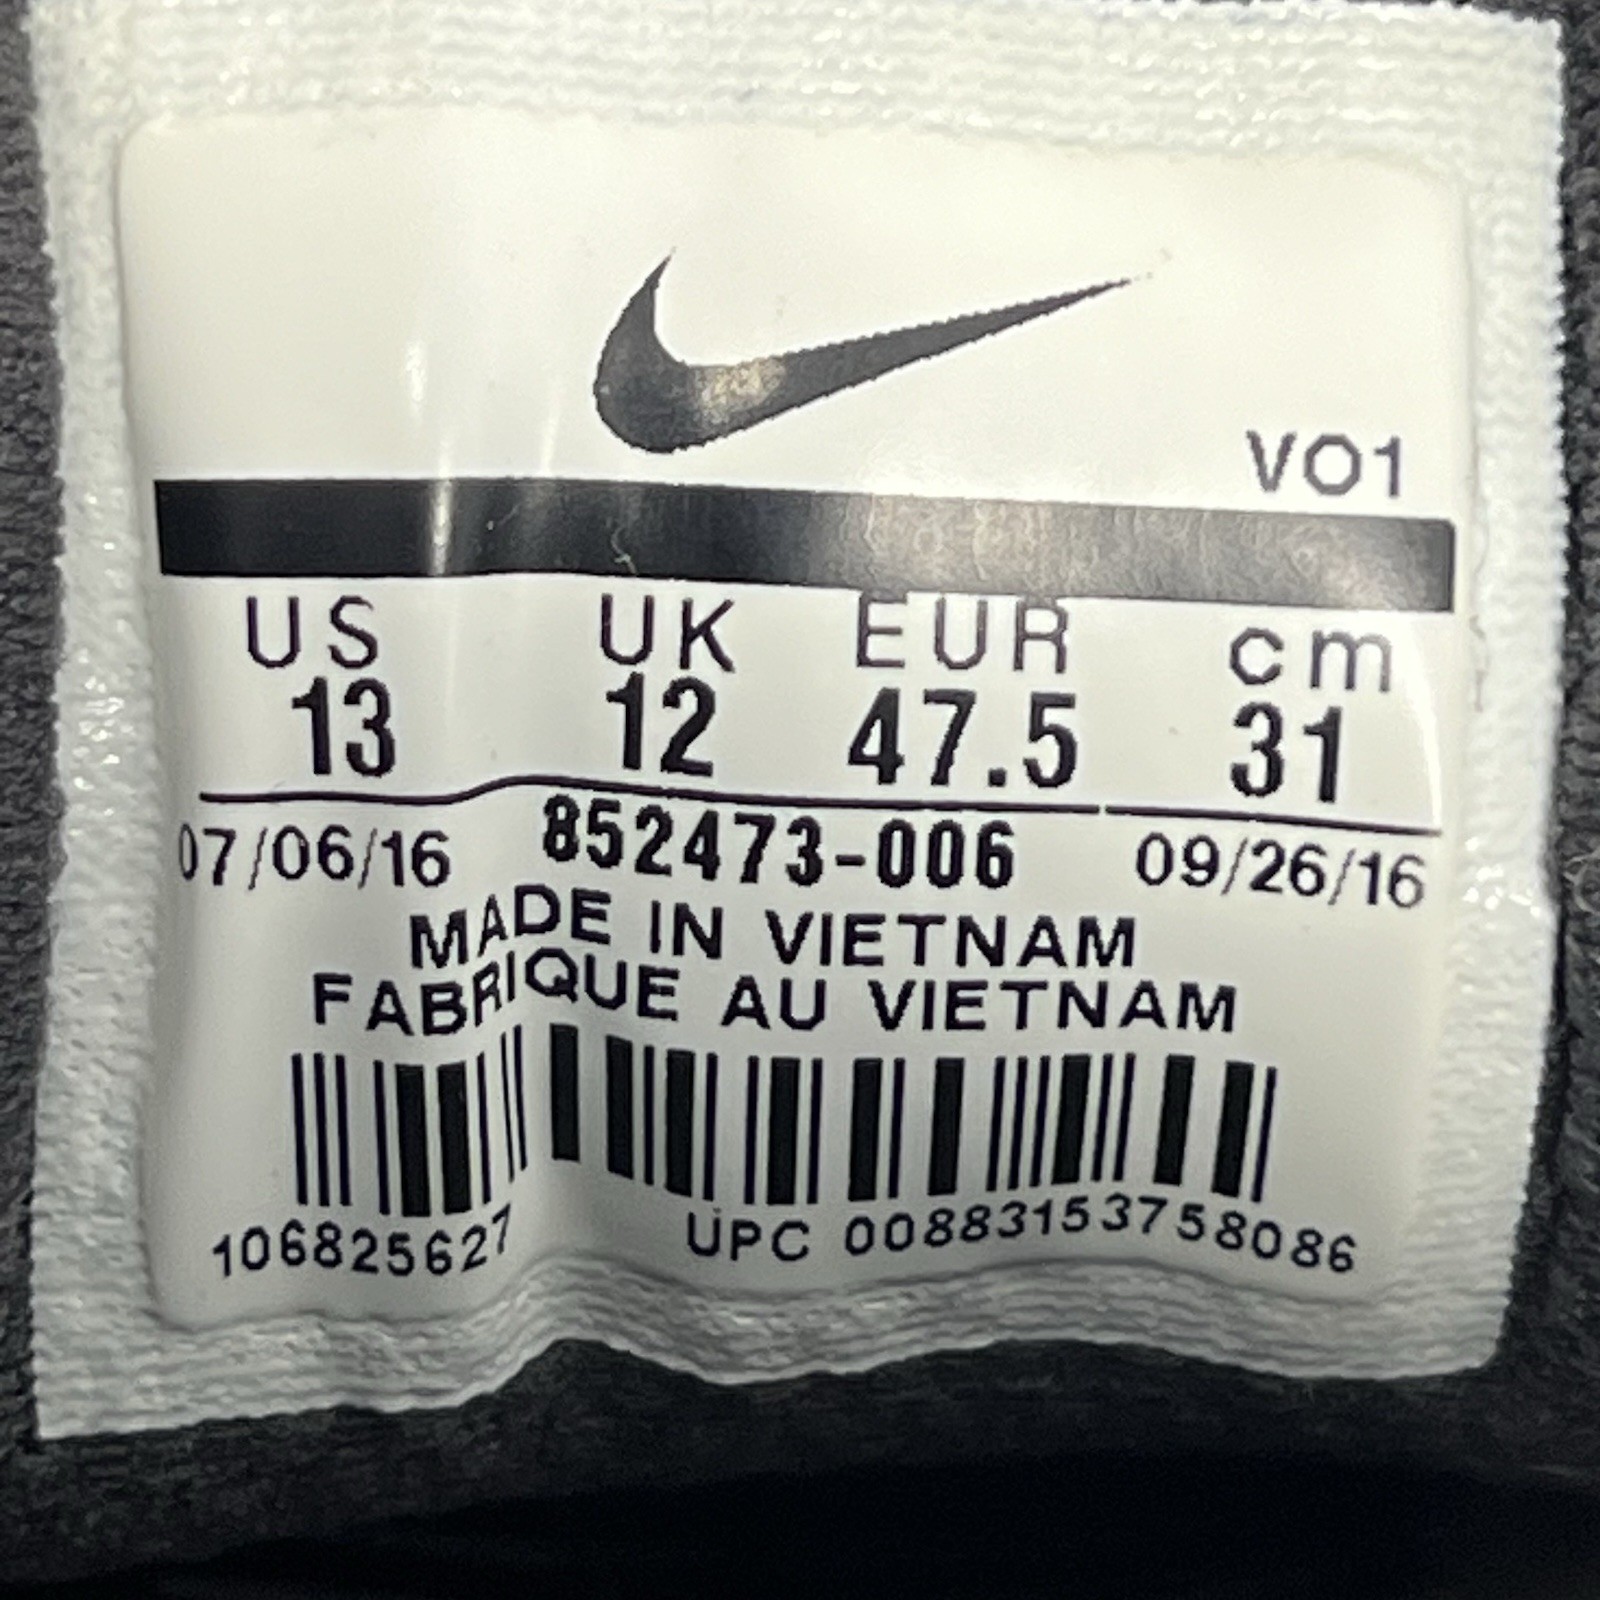 VO1
US UK EUR cm
13 12 47.5 31
07/06/16 852473-006 09/26/16
MADE IN VIETNAM
FABRIQUE AU VIETNAM
106825627 UPC 00883153758086